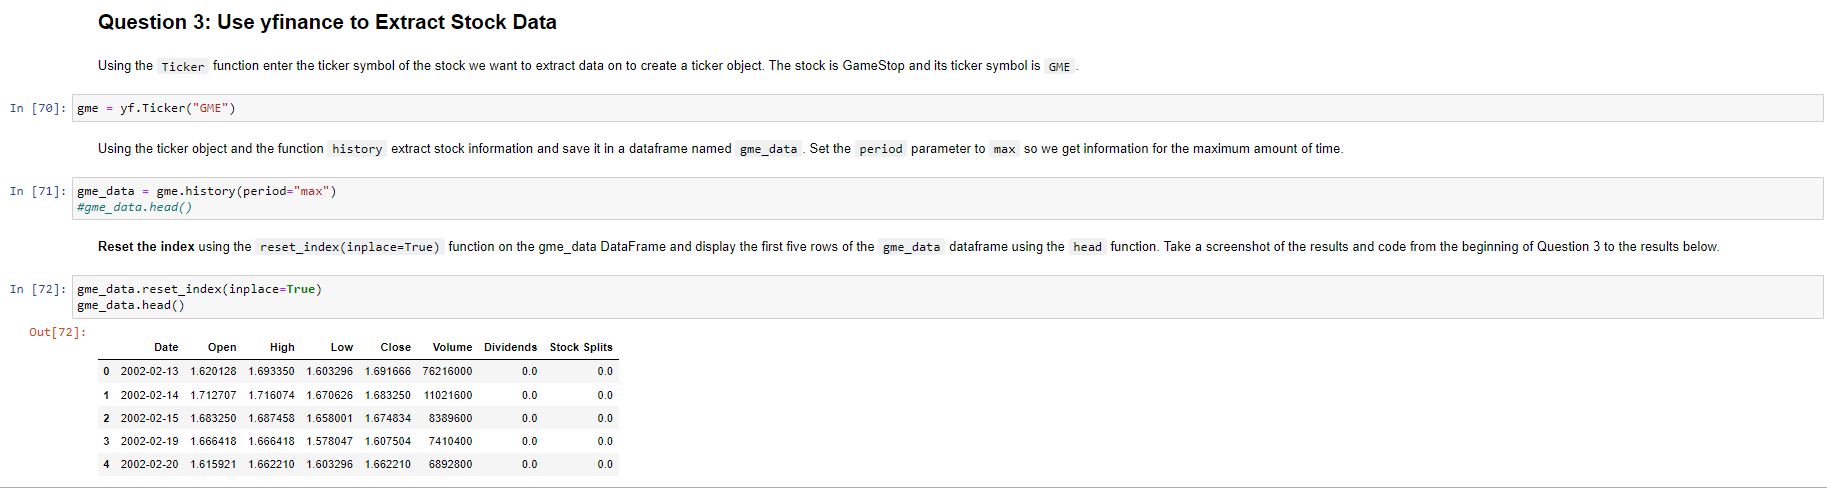 Question 3: Use yfinance to Extract Stock Data
Using the Ticker function enter the ticker symbol of the stock we want to extract data on to create a ticker object. The stock is GameStop and its ticker symbol is GME .
In [70]: gme = yf.Ticker("GME")
Using the ticker object and the function history extract stock information and save it in a dataframe named gme_data . Set the period parameter to max so we get information for the maximum amount of time.
In [71]: gme_data = gme.history(period="max")
#gme_data.head()
Reset the index using the reset_index(inplace=True) function on the gme_data DataFrame and display the first five rows of the gme_data dataframe using the head function. Take a screenshot of the results and code from the beginning of Question 3 to the results below.
In [72]: gme_data.reset_index(inplace=True)
gme_data.head()
Out[72]:
Date Open High Low Close Volume Dividends Stock Splits
0 2002-02-13 1.620128 1.693350 1.603296 1.691666 76216000 0.0 0.0
1 2002-02-14 1.712707 1.716074 1.670626 1.683250 11021600 0.0 0.0
2 2002-02-15 1.683250 1.687458 1.658001 1.674834 8389600 0.0 0.0
3 2002-02-19 1.666418 1.666418 1.578047 1.607504 7410400 0.0 0.0
4 2002-02-20 1.615921 1.662210 1.603296 1.662210 6892800 0.0 0.0